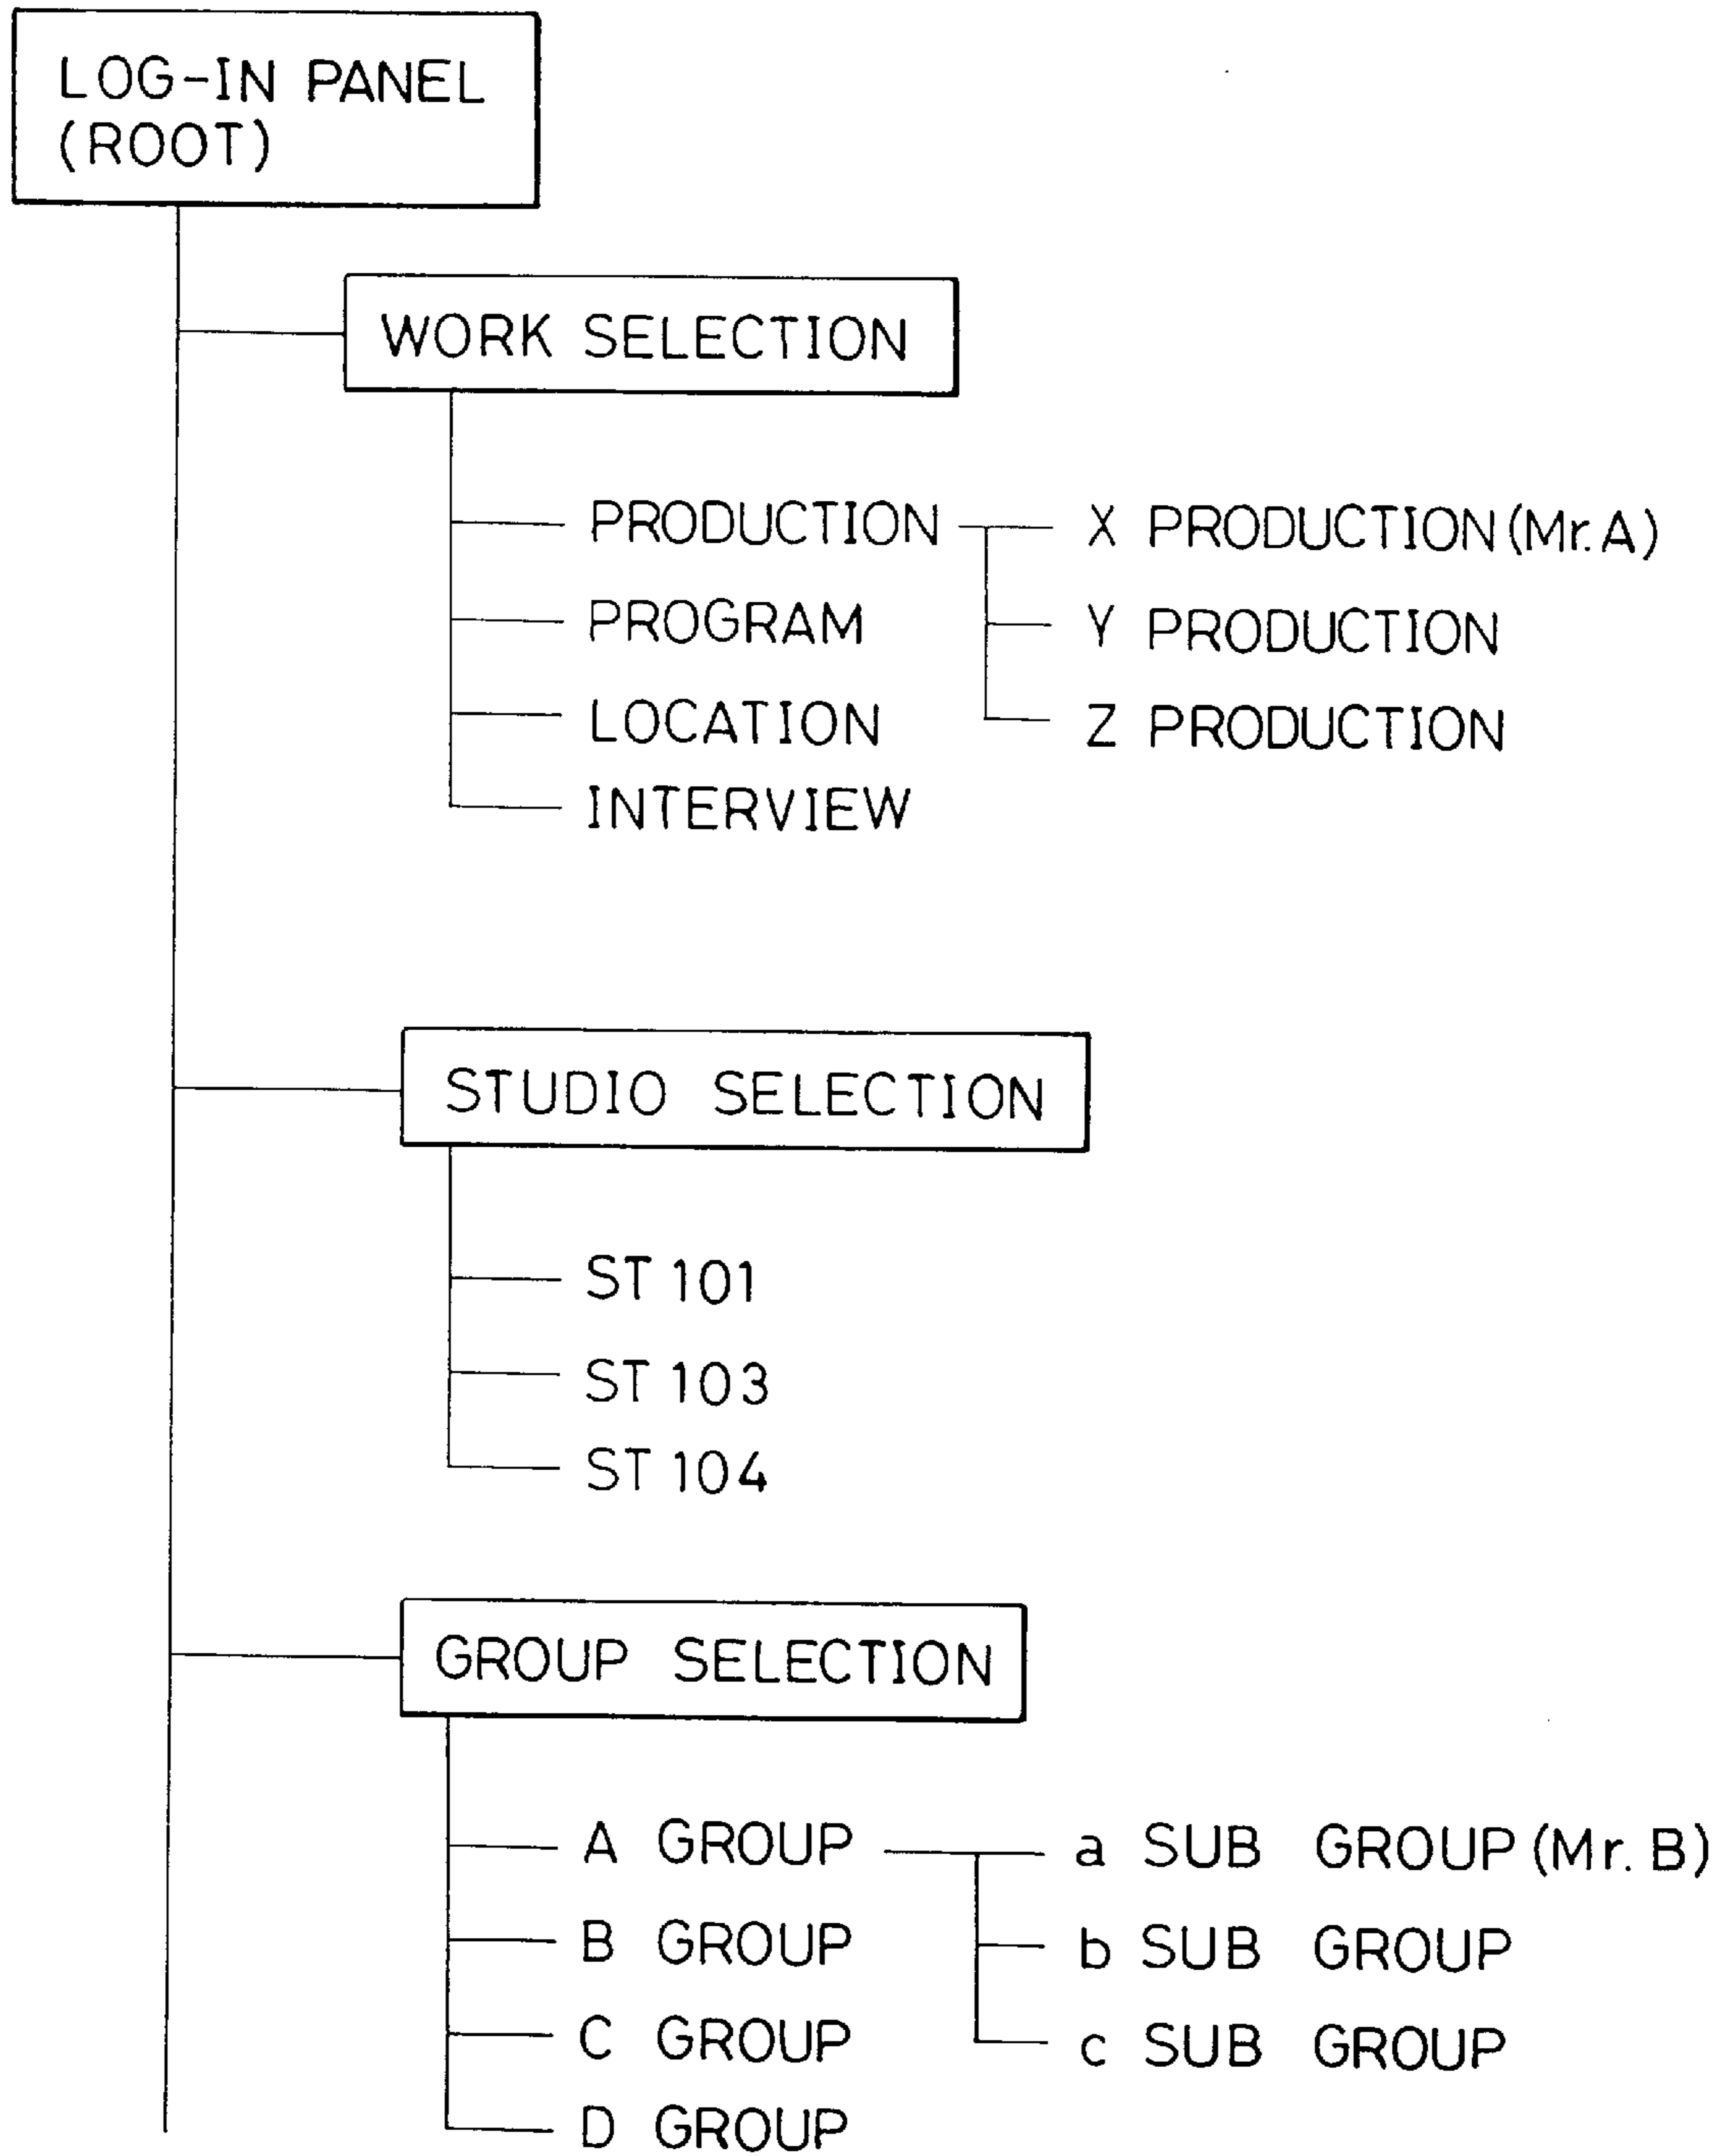 LOG-IN PANEL
(ROOT)
WORK SELECTION
PRODUCTION
X PRODUCTION (Mr. A)
PROGRAM
Y PRODUCTION
LOCATION
Z PRODUCTION
INTERVIEW
STUDIO SELECTION
ST 101
ST 103
ST 104
GROUP SELECTION
A GROUP
a SUB GROUP (Mr. B)
B GROUP
b SUB GROUP
C GROUP
c SUB GROUP
D GROUP